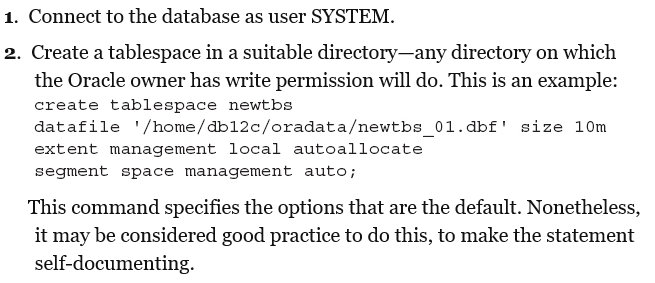 1. Connect to the database as user SYSTEM.
2. Create a tablespace in a suitable directory—any directory on which
the Oracle owner has write permission will do. This is an example:
create tablespace newtbs
datafile '/home/db12c/oradata/newtbs_01.dbf' size 10m
extent management local autoallocate
segment space management auto;
This command specifies the options that are the default. Nonetheless,
it may be considered good practice to do this, to make the statement
self-documenting.